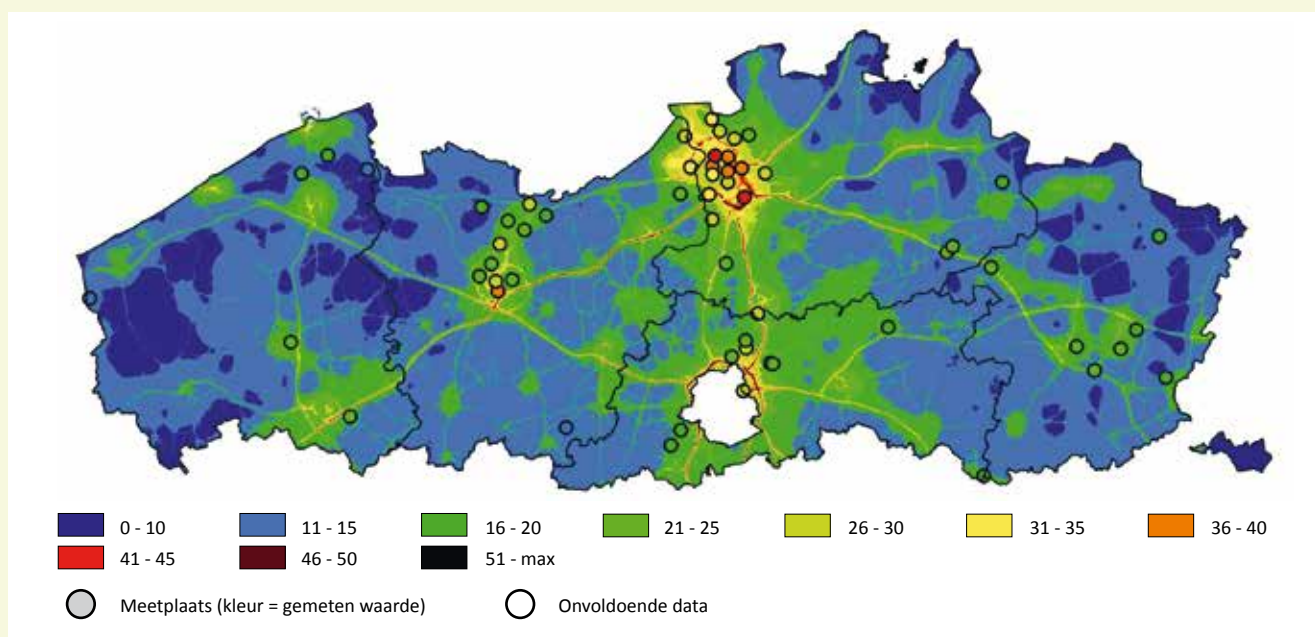 0 - 10 11 - 15 16 - 20 21 - 25 26 - 30 31 - 35 36 - 40
41 - 45 46 - 50 51 - max
Meetplaats (kleur = gemeten waarde) Onvoldoende data